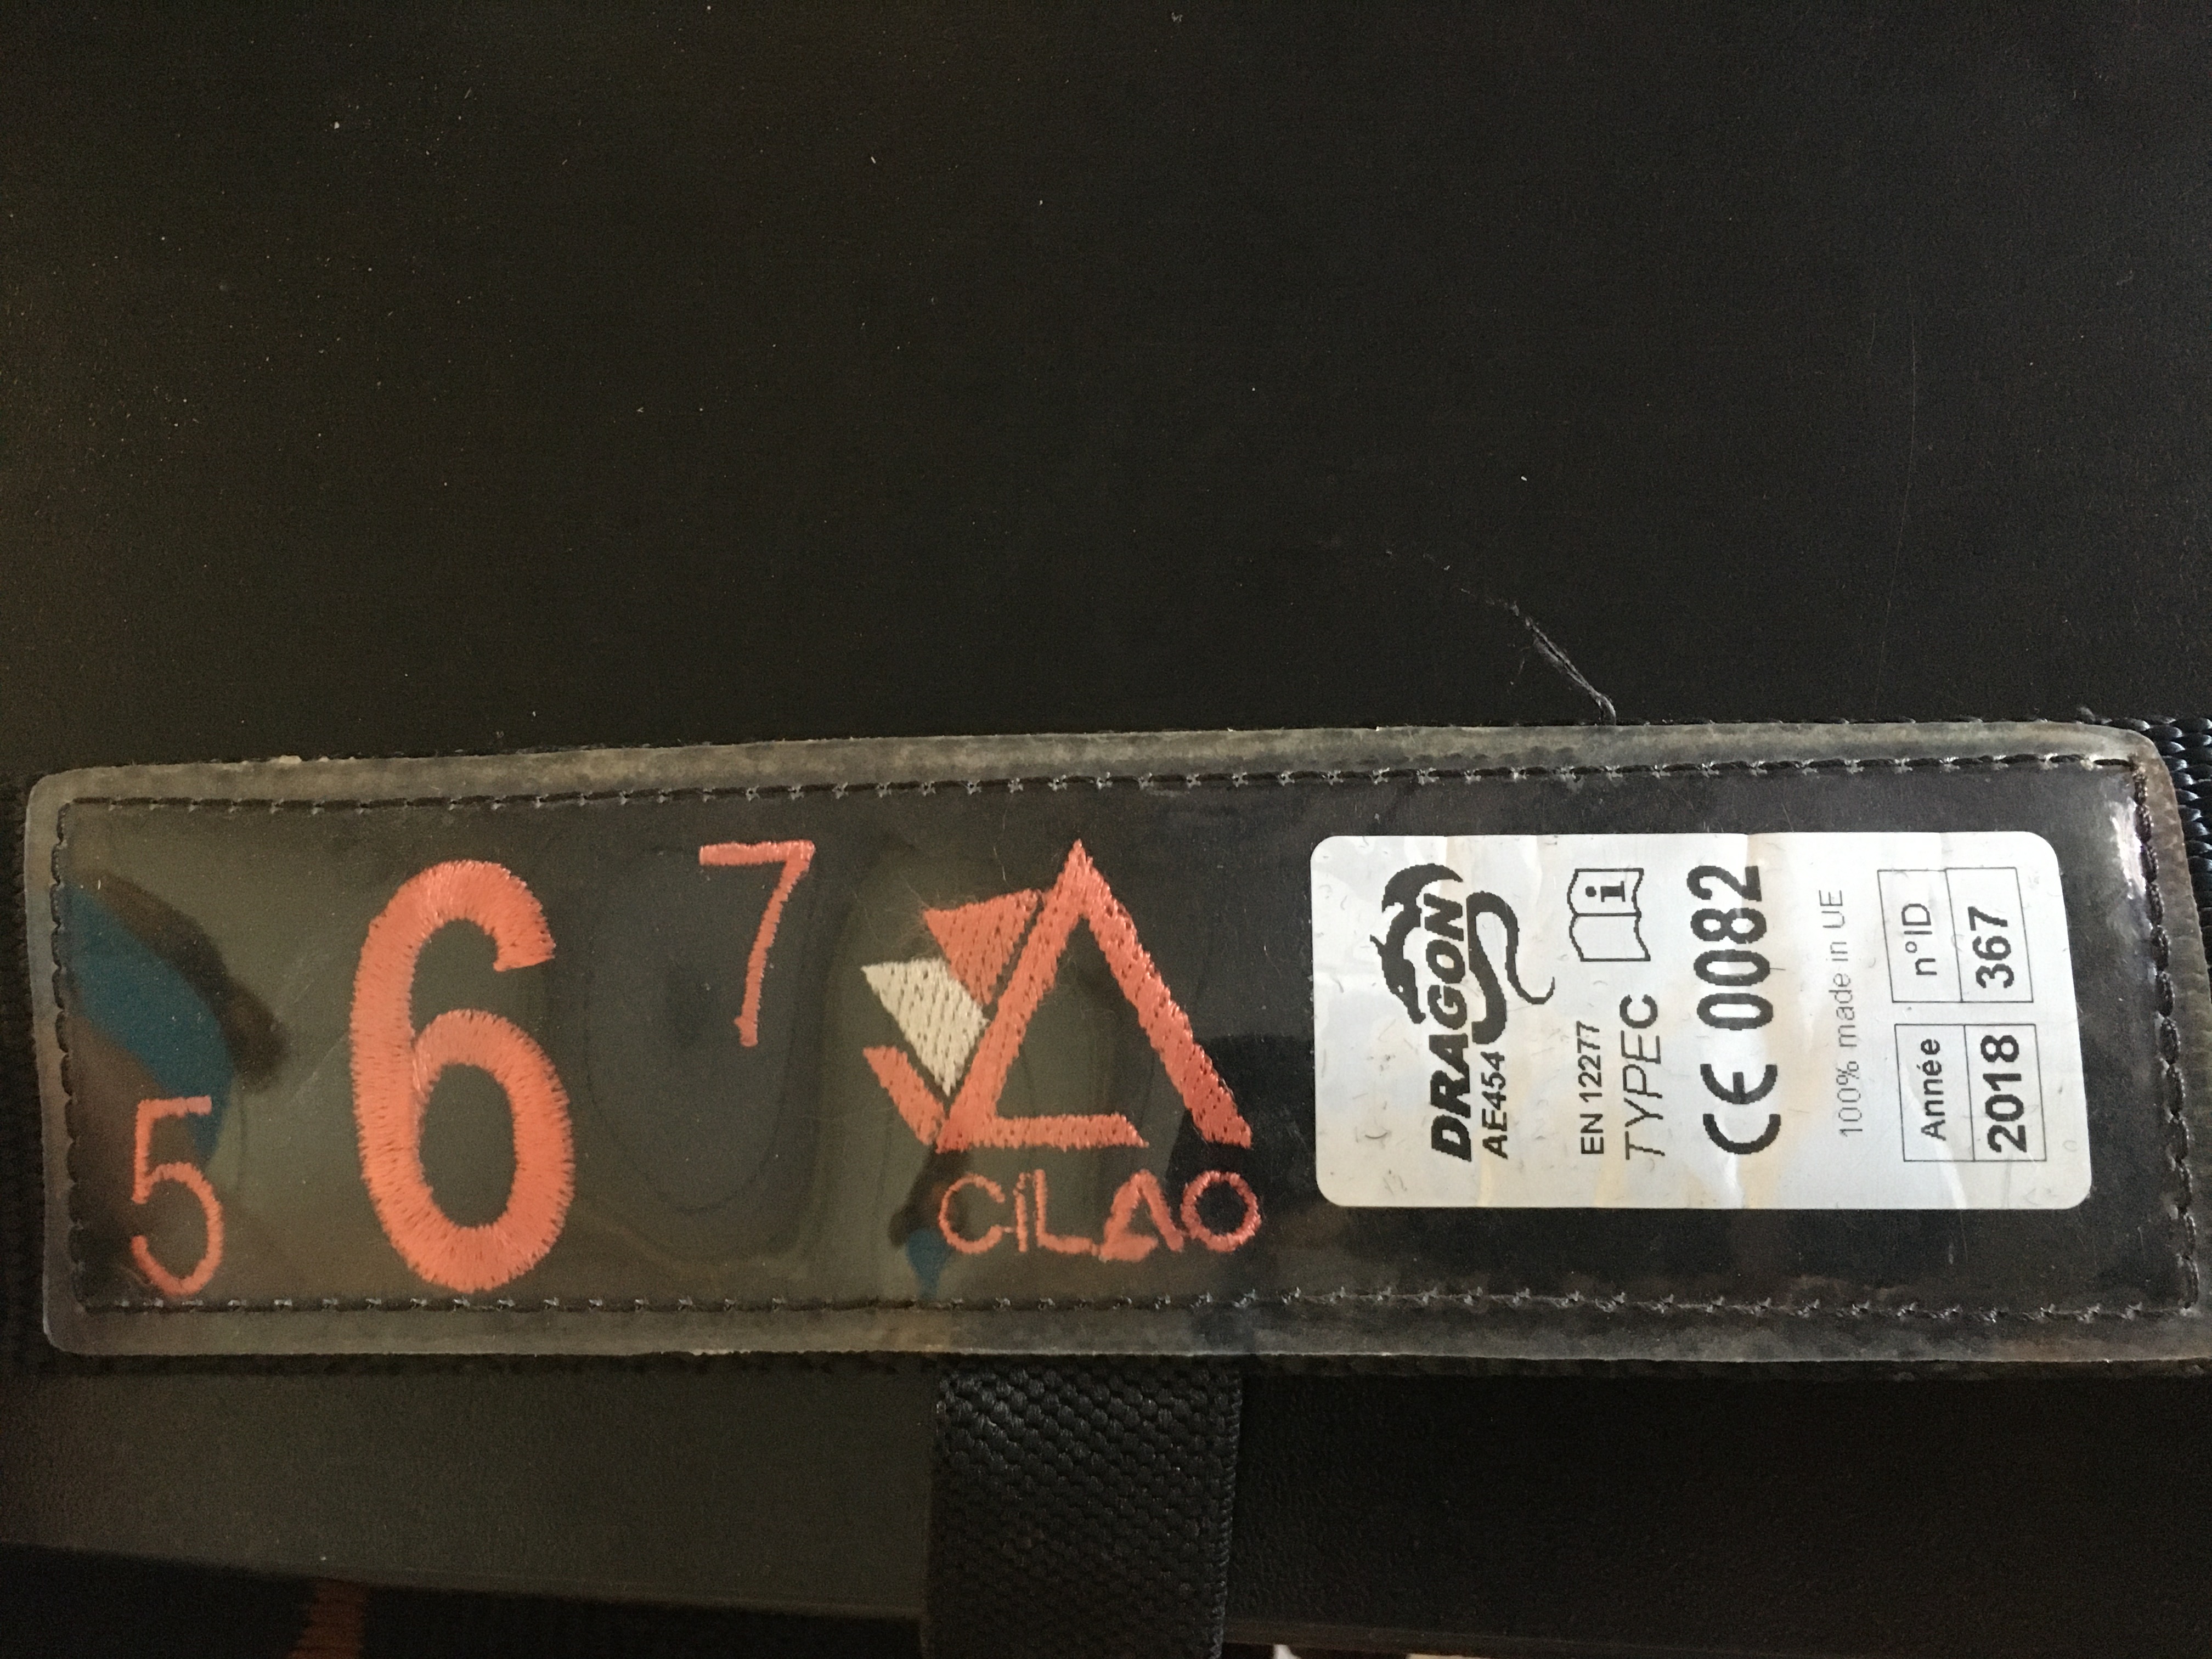 5
6
7
CiLAO
DRAGON
AE454
EN 12277
TYPE C
i
CE 0082
100% made in UE
Année
2018
n°ID
367